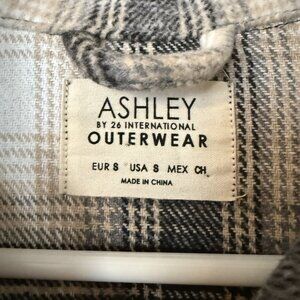 ASHLEY
BY 26 INTERNATIONAL
OUTERWEAR
EUR S USA S MEX CH
MADE IN CHINA